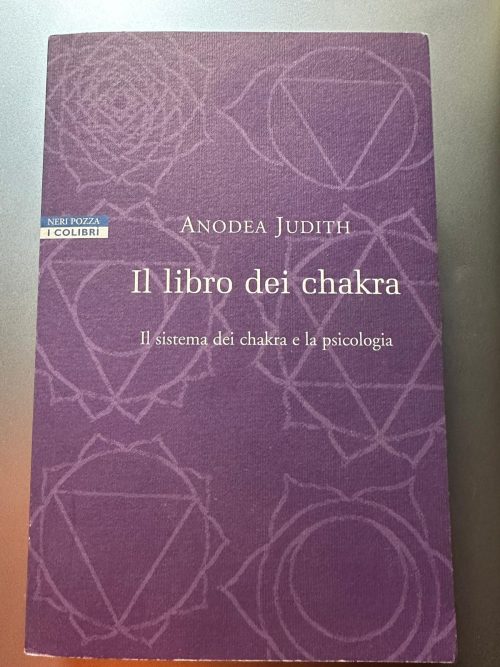 NERI POZZA
I COLIBRÌ
ANODEA JUDITH
Il libro dei chakra
Il sistema dei chakra e la psicologia